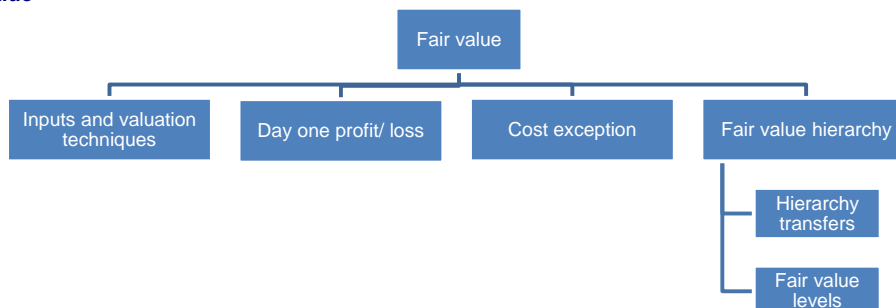 Fair value
Inputs and valuation
techniques
Day one profit/ loss
Cost exception
Fair value hierarchy
Hierarchy
transfers
Fair value
levels